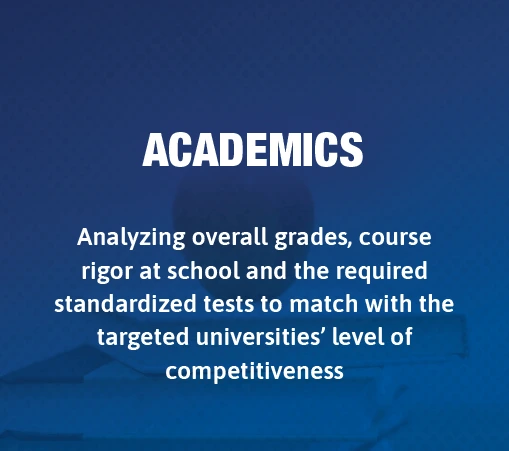 ACADEMICS
Analyzing overall grades, course
rigor at school and the required
standardized tests to match with the
targeted universities’ level of
competitiveness